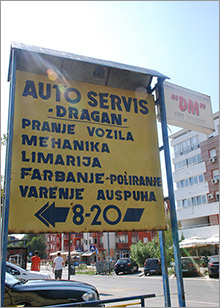 AUTO SERVIS
-DRAGAN-
PRANJE VOZILA
MEHANIKA
LIMARIJA
FARBANJE-POLIRANJE
VARENJE AUSPUHA
8-20
"DM"